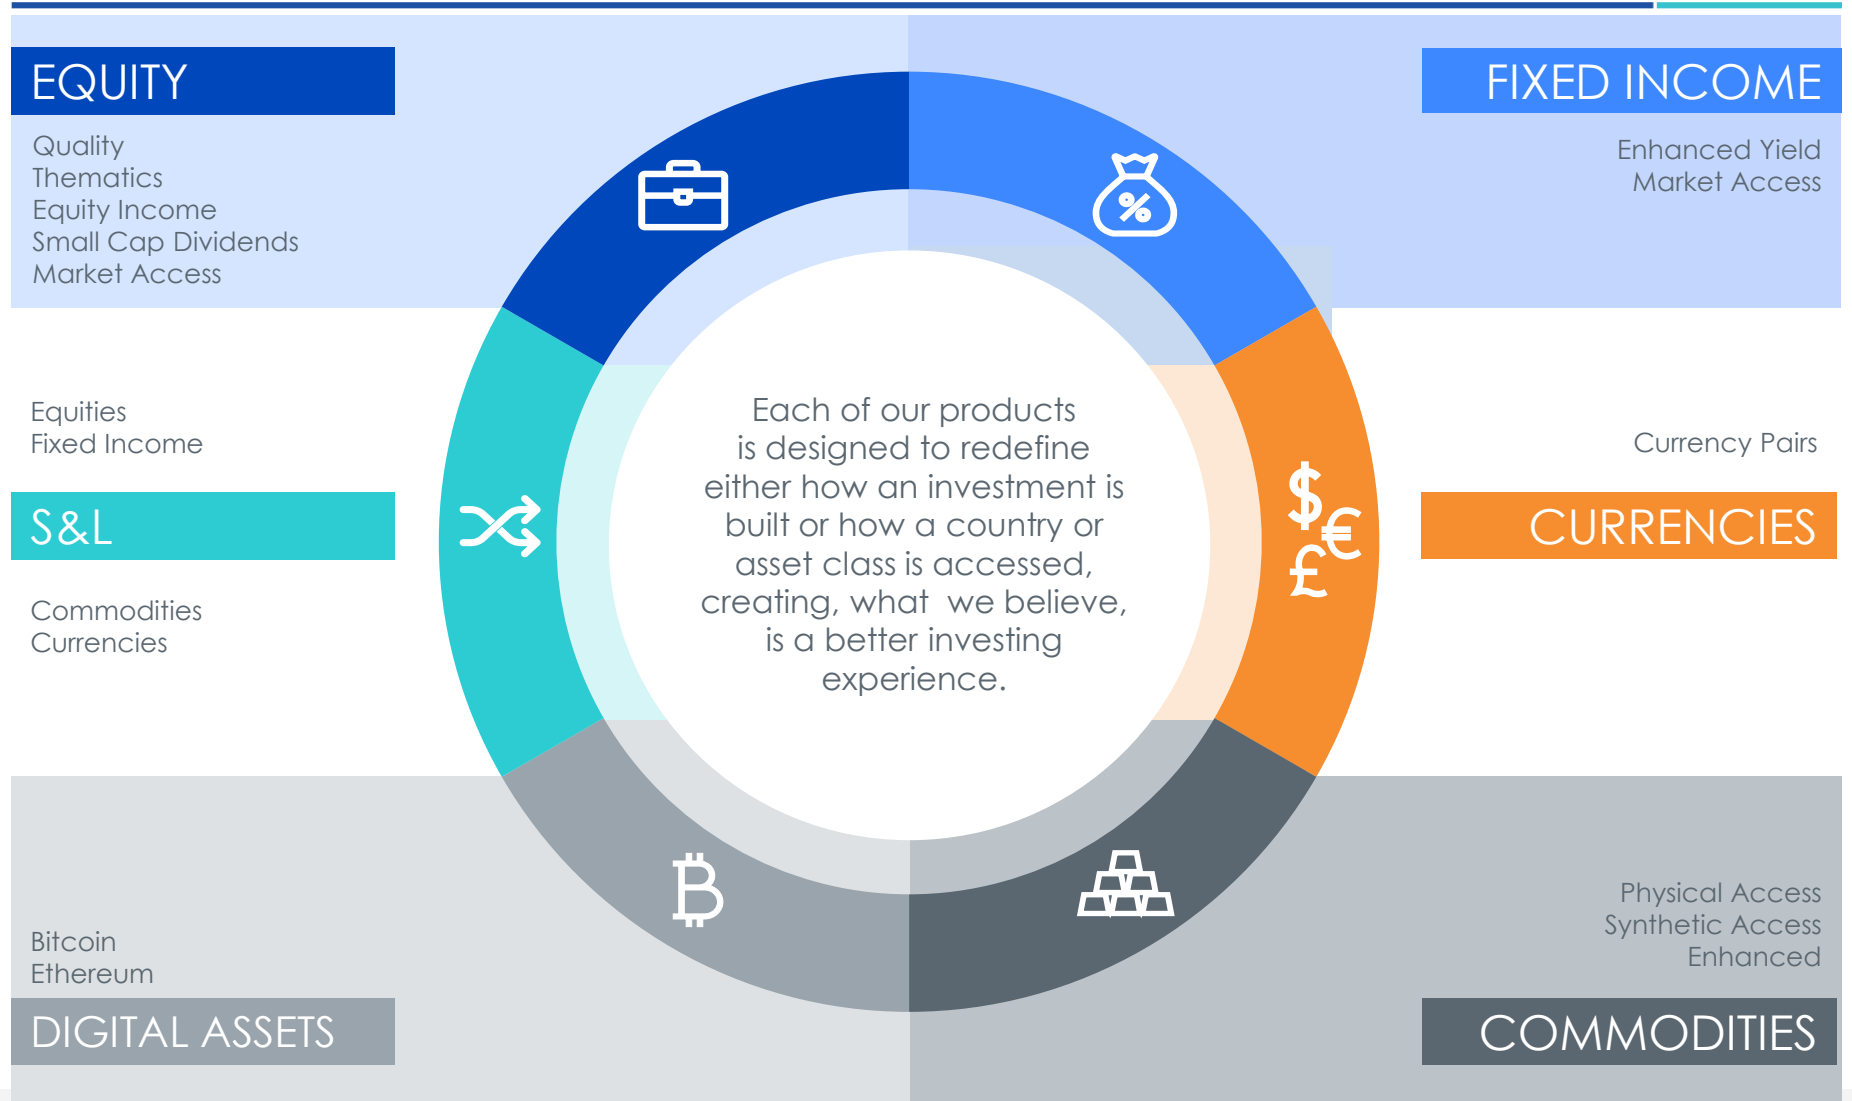 EQUITY
Quality
Thematics
Equity Income
Small Cap Dividends
Market Access
FIXED INCOME
Enhanced Yield
Market Access
Equities
Fixed Income
S&L
Commodities
Currencies
Each of our products
is designed to redefine
either how an investment is
built or how a country or
asset class is accessed,
creating, what  we believe,
is a better investing
experience.
Currency Pairs
CURRENCIES
Bitcoin
Ethereum
DIGITAL ASSETS
Physical Access
Synthetic Access
Enhanced
COMMODITIES